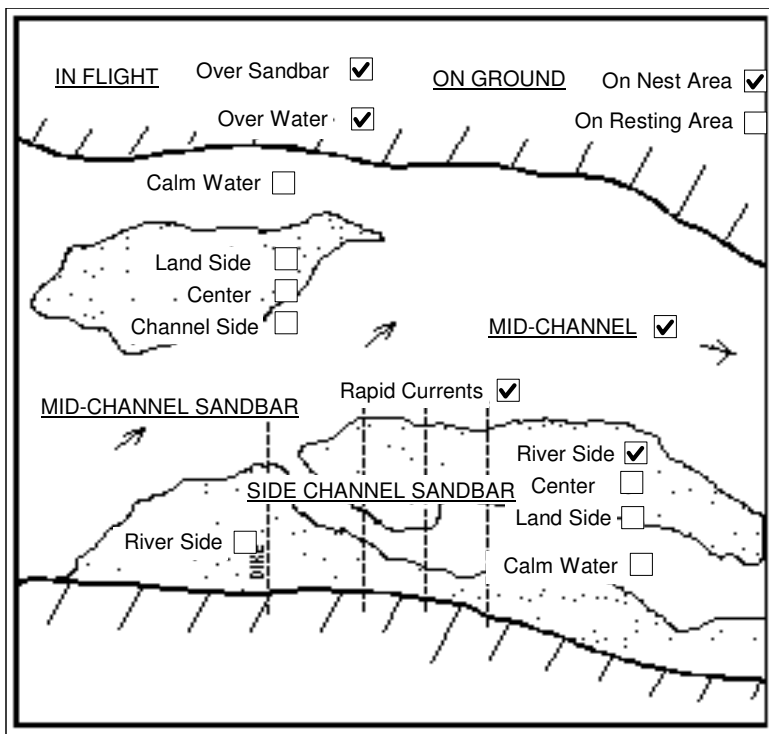 IN FLIGHT
Over Sandbar
ON GROUND
On Nest Area
Over Water
On Resting Area
Calm Water
Land Side
Center
Channel Side
MID-CHANNEL
Rapid Currents
MID-CHANNEL SANDBAR
River Side
Center
SIDE CHANNEL SANDBAR
Land Side
River Side
DIKE
Calm Water